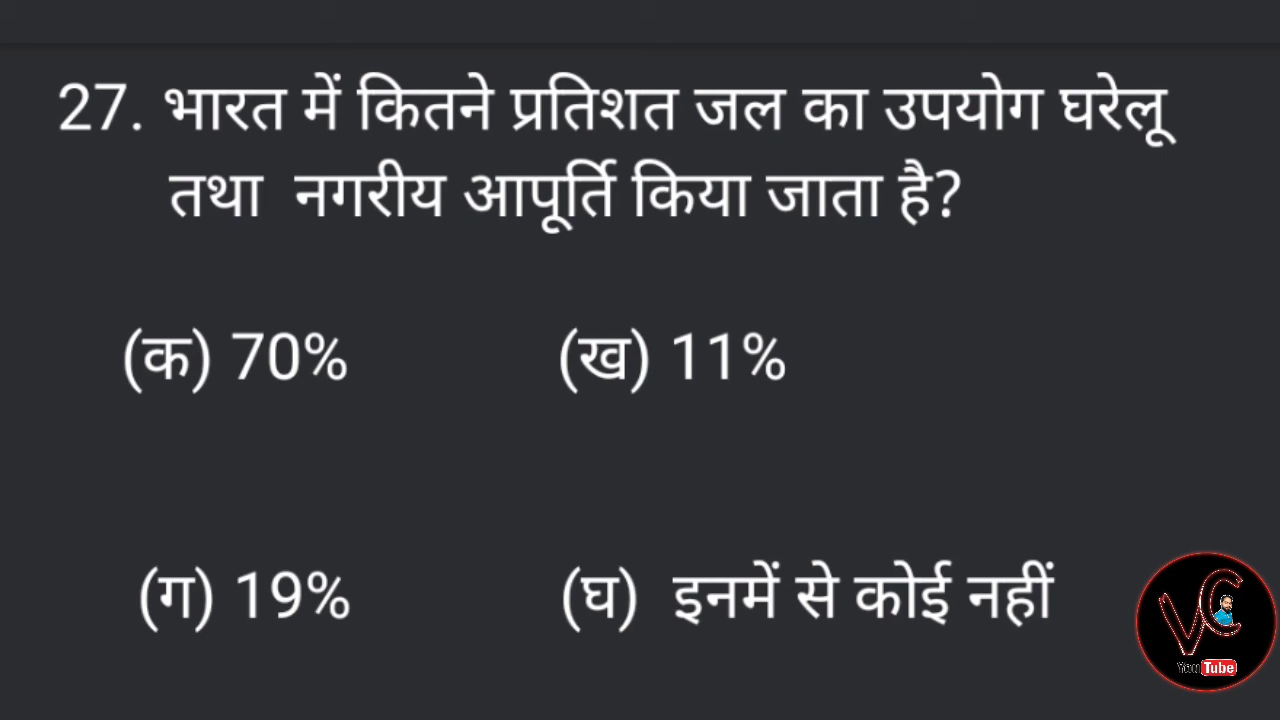 27. भारत में कितने प्रतिशत जल का उपयोग घरेलू
तथा नगरीय आपूर्ति किया जाता है?
(क) 70% (ख) 11%
(ग) 19% (घ) इनमें से कोई नहीं
VC
YouTube